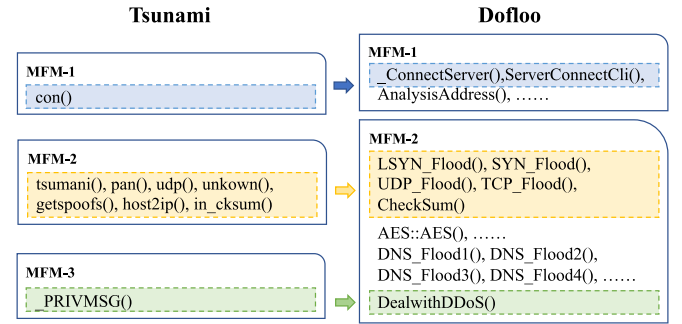 Tsunami
MFM-1
con()
MFM-2
tsumani(), pan(), udp(), unkown(),
getspoofs(), host2ip(), in_cksum()
MFM-3
_PRIVMSG()
Dofloo
MFM-1
_ConnectServer(),ServerConnectCli(),
AnalysisAddress(), ……
MFM-2
LSYN_Flood(), SYN_Flood(),
UDP_Flood(), TCP_Flood(),
CheckSum()
AES::AES(), ……
DNS_Flood1(), DNS_Flood2(),
DNS_Flood3(), DNS_Flood4(), ……
DealwithDDoS()